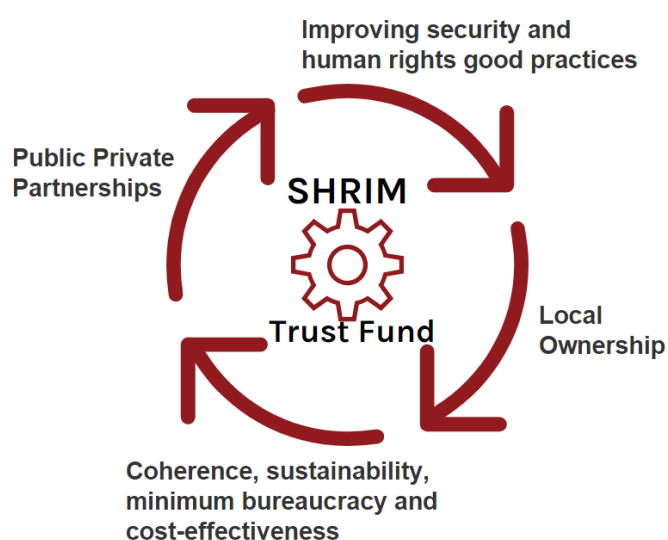 Improving security and
human rights good practices
Public Private
Partnerships
SHRIM
Trust Fund
Local
Ownership
Coherence, sustainability,
minimum bureaucracy and
cost-effectiveness